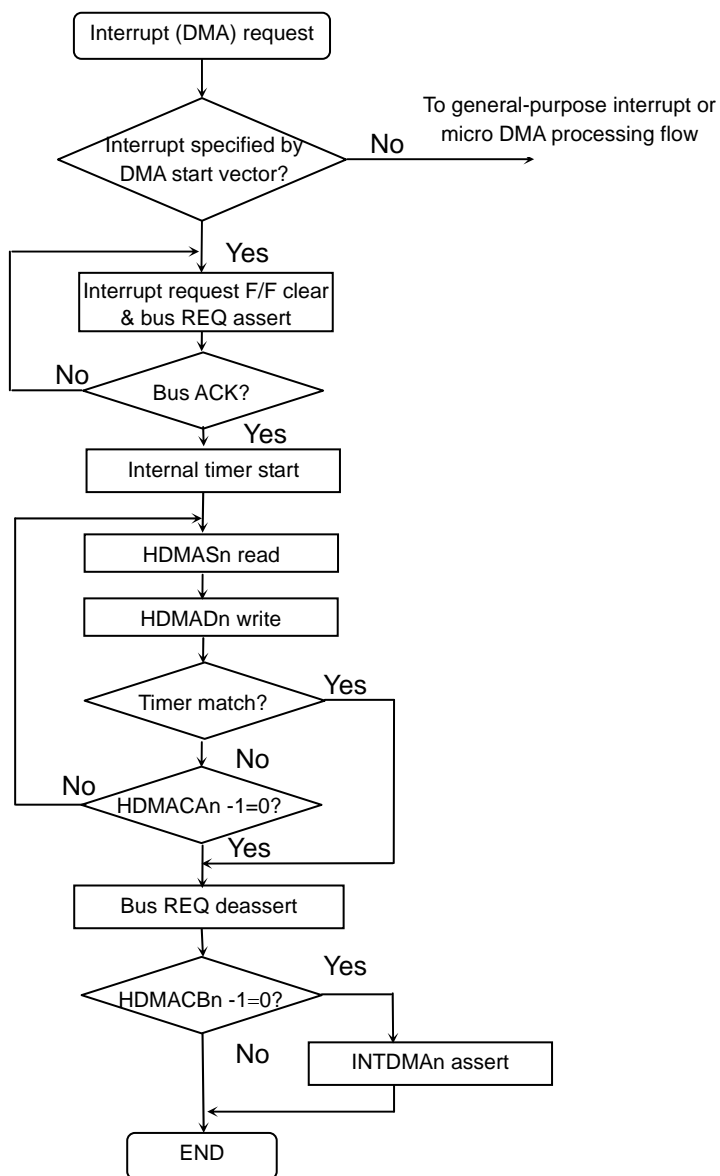 Interrupt (DMA) request
To general-purpose interrupt or
micro DMA processing flow
Interrupt specified by
DMA start vector?
No
Yes
Interrupt request F/F clear
& bus REQ assert
No
Bus ACK?
Yes
Internal timer start
HDMASn read
HDMADn write
Timer match?
Yes
No
No
HDMACAn -1=0?
Yes
Bus REQ deassert
HDMACBn -1=0?
Yes
No
INTDMAn assert
END